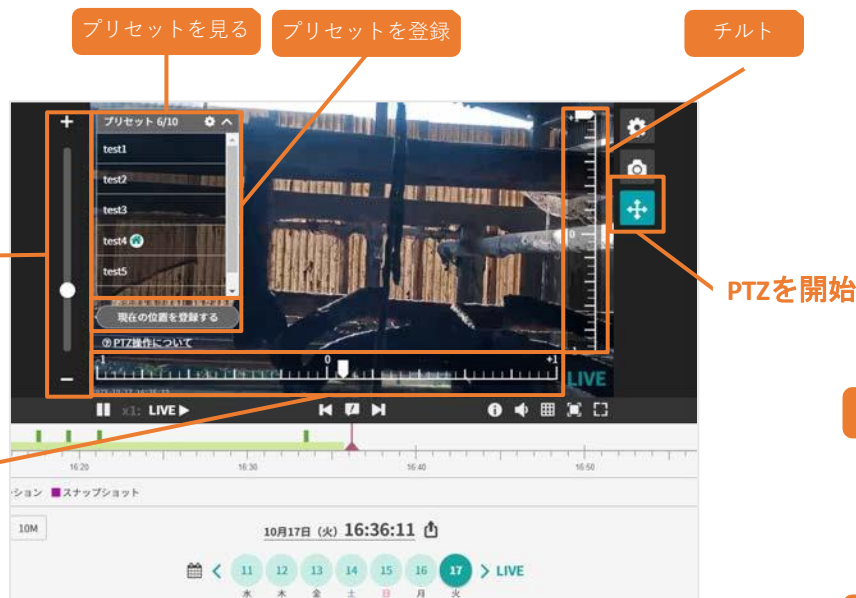 プリセットを見る
プリセットを登録
チルト
+
プリセット 6/10
test1
test2
test3
test4
test5
現在の位置を登録する
PTZ操作について
+1
0
-1
PTZを開始
-1
0
+1
−
LIVE
x1:
LIVE
10M
16:20
16:30
16:40
16:50
ション
スナップショット
10月17日（火）16:36:11
11 12 13 14 15 16 17 LIVE
水 木 金 土 日 月 火